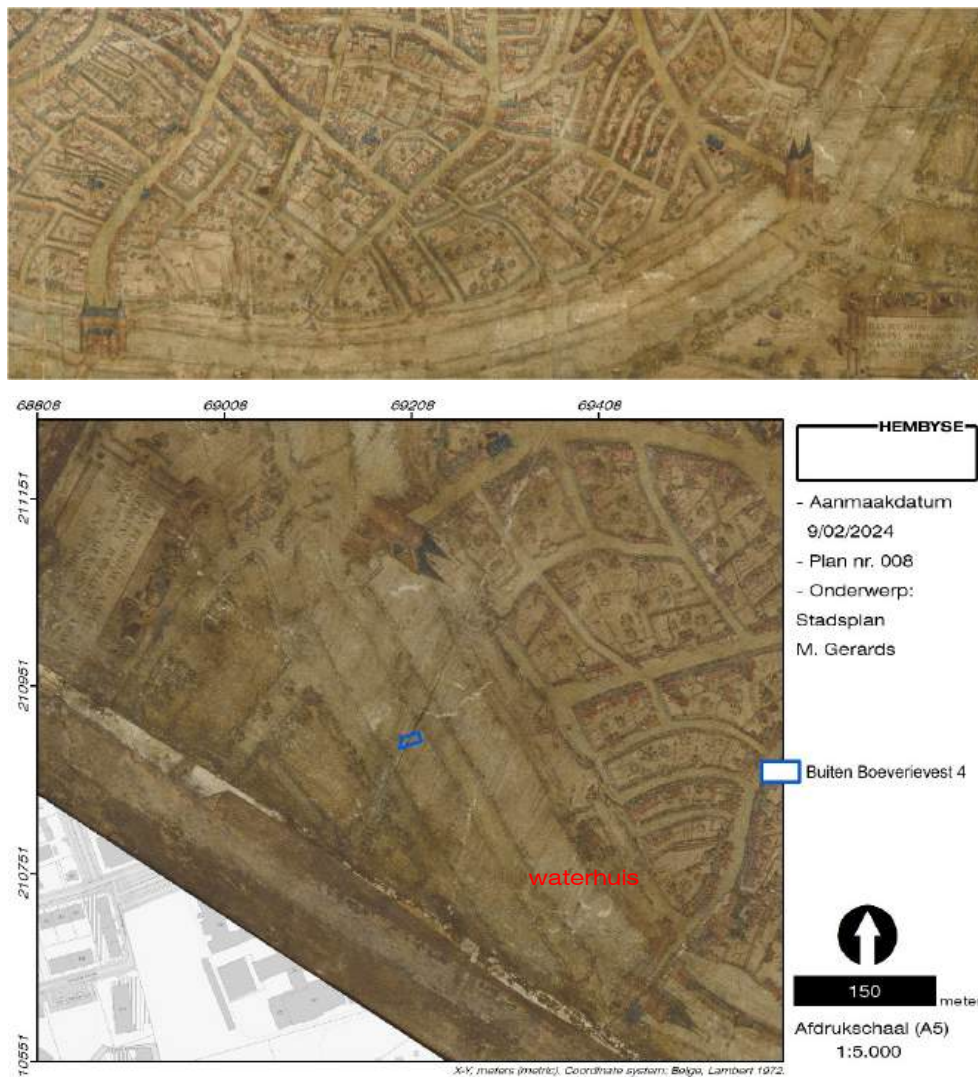 68808
69008
69208
69408
HEMBYSE
211151
- Aanmaakdatum
9/02/2024
- Plan nr. 008
- Onderwerp:
Stadsplan
M. Gerards
210951
Buiten Boeverievest 4
210751
waterhuis
150
meter
Afdrukschaal (A5)
1:5.000
10551
X-Y, meters (metric). Coordinate system: Belge, Lambert 1972.